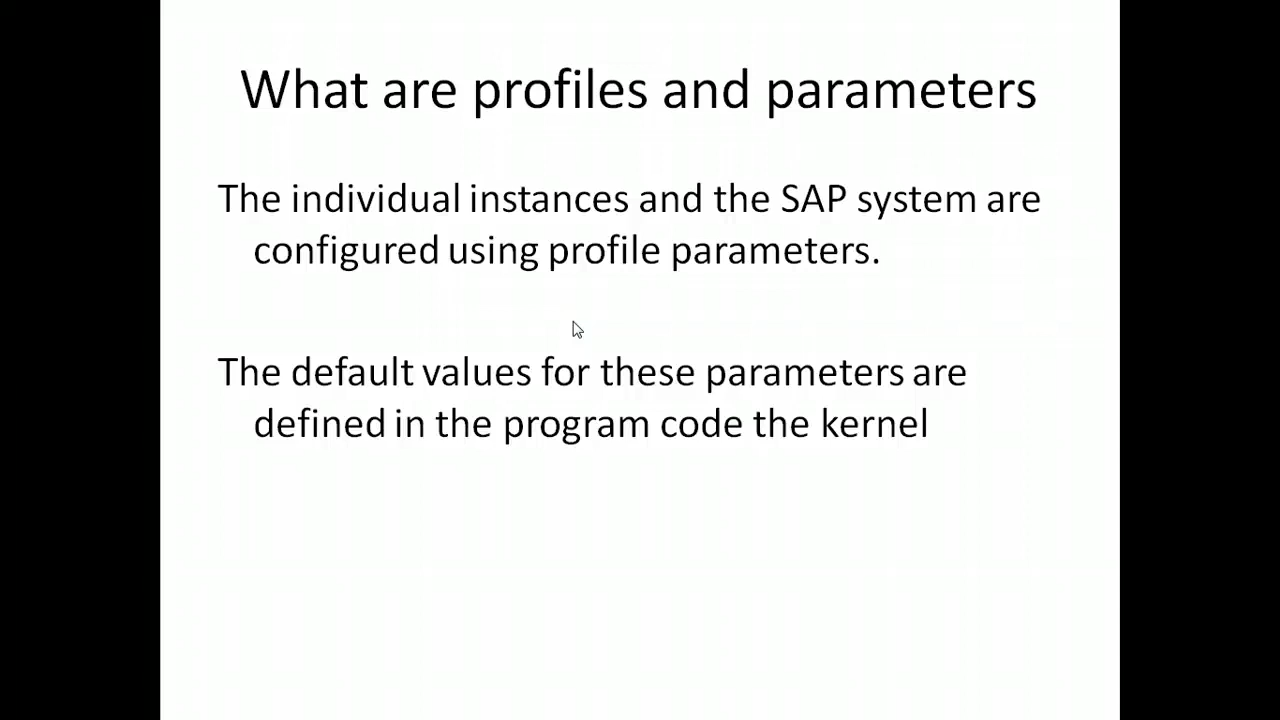 What are profiles and parameters
The individual instances and the SAP system are
configured using profile parameters.
The default values for these parameters are
defined in the program code the kernel